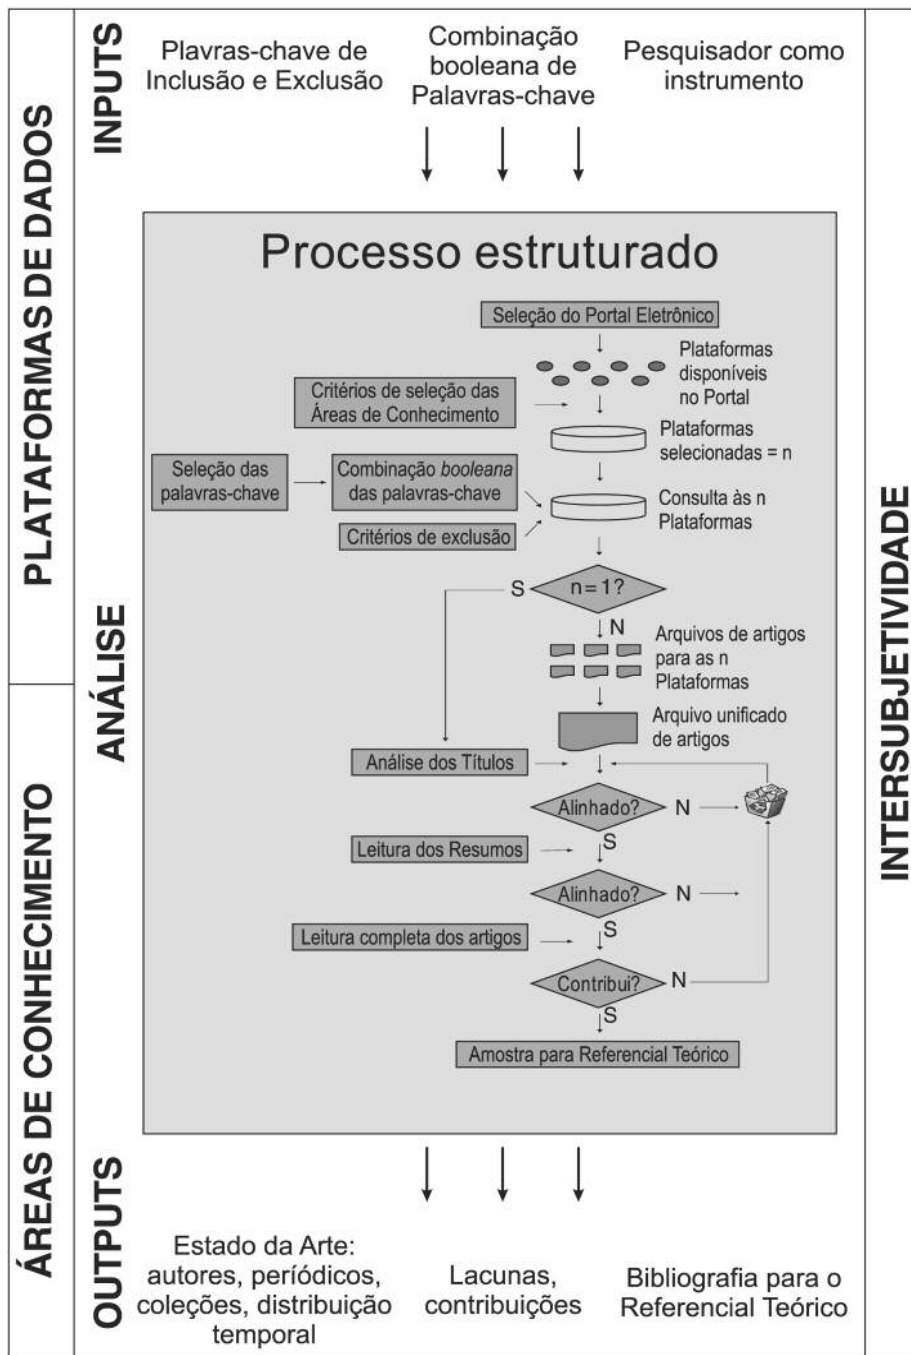 PLATAFORMAS DE DADOS
ÁREAS DE CONHECIMENTO
INPUTS
ANÁLISE
OUTPUTS
INTERSUBJETIVIDADE
Plavras-chave de
Inclusão e Exclusão
Combinação
booleana de
Palavras-chave
Pesquisador como
instrumento
Processo estruturado
Seleção do Portal Eletrônico
Plataformas
disponíveis
no Portal
Critérios de seleção das
Áreas de Conhecimento
Plataformas
selecionadas = n
Seleção das
palavras-chave
Combinação booleana
das palavras-chave
Consulta às n
Plataformas
Critérios de exclusão
S
n = 1?
N
Arquivos de artigos
para as n
Plataformas
Arquivo unificado
de artigos
Análise dos Títulos
Alinhado?
N
S
Leitura dos Resumos
Alinhado?
N
S
Leitura completa dos artigos
Contribui?
N
S
Amostra para Referencial Teórico
Estado da Arte:
autores, períódicos,
coleções, distribuição
temporal
Lacunas,
contribuições
Bibliografia para o
Referencial Teórico